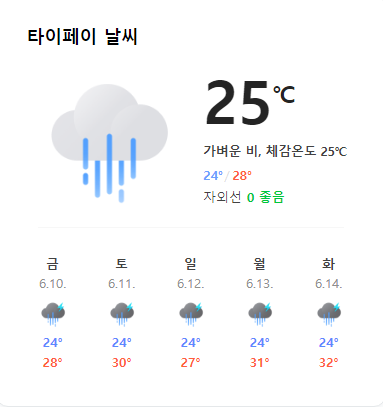 타이페이 날씨
25℃
가벼운 비, 체감온도 25℃
24°/28°
자외선 0 좋음
금 토 일 월 화
6.10. 6.11. 6.12. 6.13. 6.14.
24° 24° 24° 24° 24°
28° 30° 27° 31° 32°